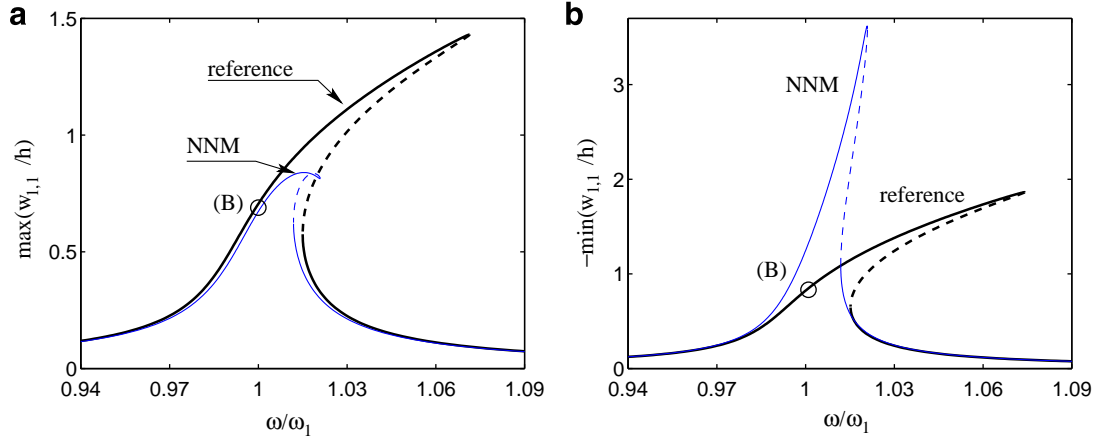 a
1.5
1
0.5
0
max(w1,1 /h)
reference
NNM
(B)
0.94 0.97 1 1.03 1.06 1.09
ω/ω1
b
3
2
1
0
−min(w1,1/h)
NNM
reference
(B)
0.94 0.97 1 1.03 1.06 1.09
ω/ω1